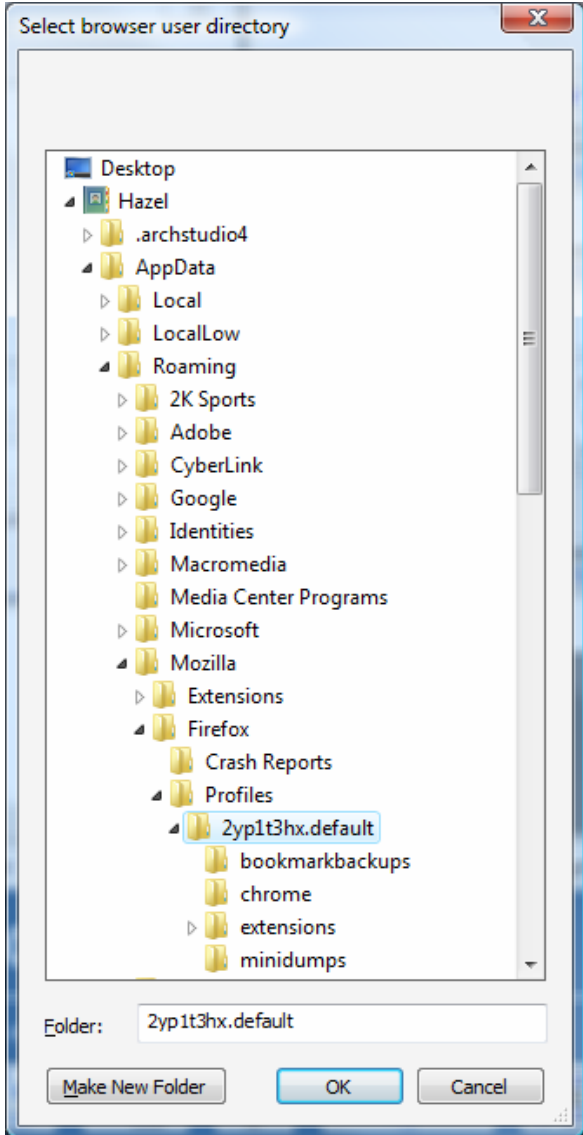 Select browser user directory
Desktop
Hazel
.archstudio4
AppData
Local
LocalLow
Roaming
2K Sports
Adobe
CyberLink
Google
Identities
Macromedia
Media Center Programs
Microsoft
Mozilla
Extensions
Firefox
Crash Reports
Profiles
2yp1t3hx.default
bookmarkbackups
chrome
extensions
minidumps
Folder: 2yp1t3hx.default
Make New Folder OK Cancel